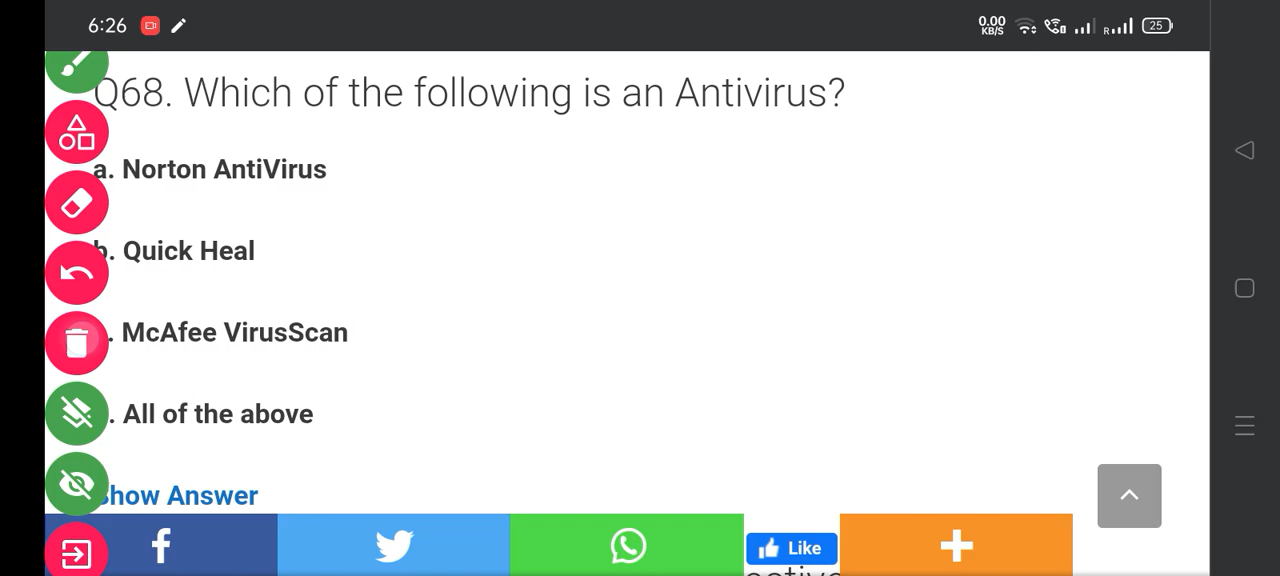 6:26
0.00
KB/S
R
25
Q68. Which of the following is an Antivirus?
a. Norton AntiVirus
b. Quick Heal
. McAfee VirusScan
. All of the above
Show Answer
Like